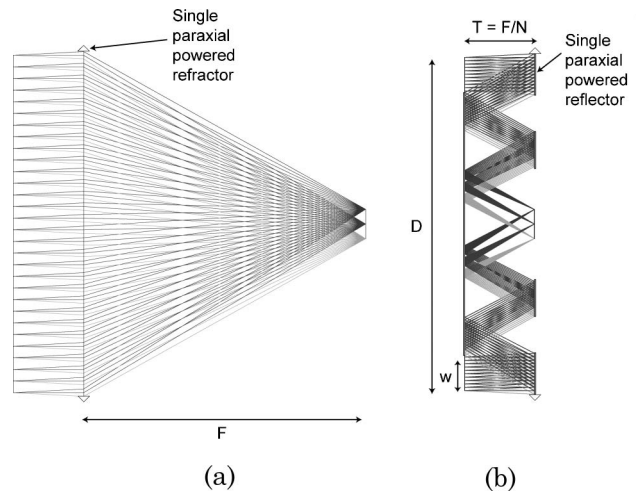 Single
paraxial
powered
refractor
F
(a)
T = F/N
Single
paraxial
powered
reflector
D
w
(b)